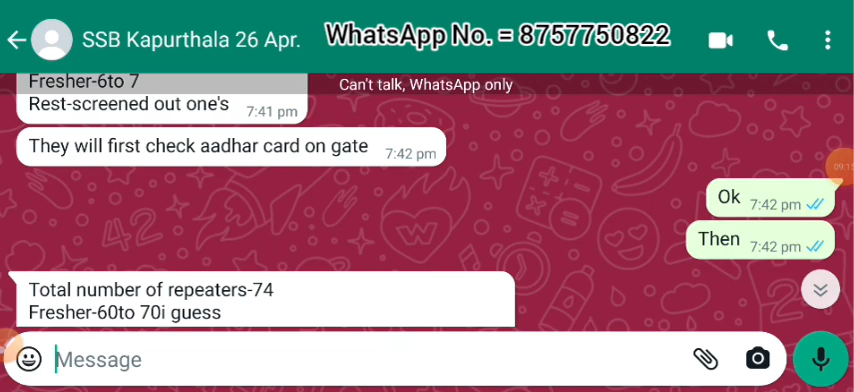 SSB Kapurthala 26 Apr.
WhatsApp No. = 8757750822
Can't talk, WhatsApp only
Fresher-6to 7
Rest-screened out one's
7:41 pm
They will first check aadhar card on gate
7:42 pm
09:15
Ok 7:42 pm
Then 7:42 pm
Total number of repeaters-74
Fresher-60to 70i guess
Message